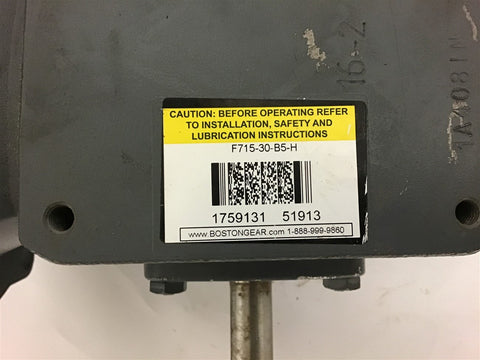 CAUTION: BEFORE OPERATING REFER
TO INSTALLATION, SAFETY AND
LUBRICATION INSTRUCTIONS
F715-30-B5-H
1759131 51913
www.BOSTONGEAR.com 1-888-999-9860
16-2